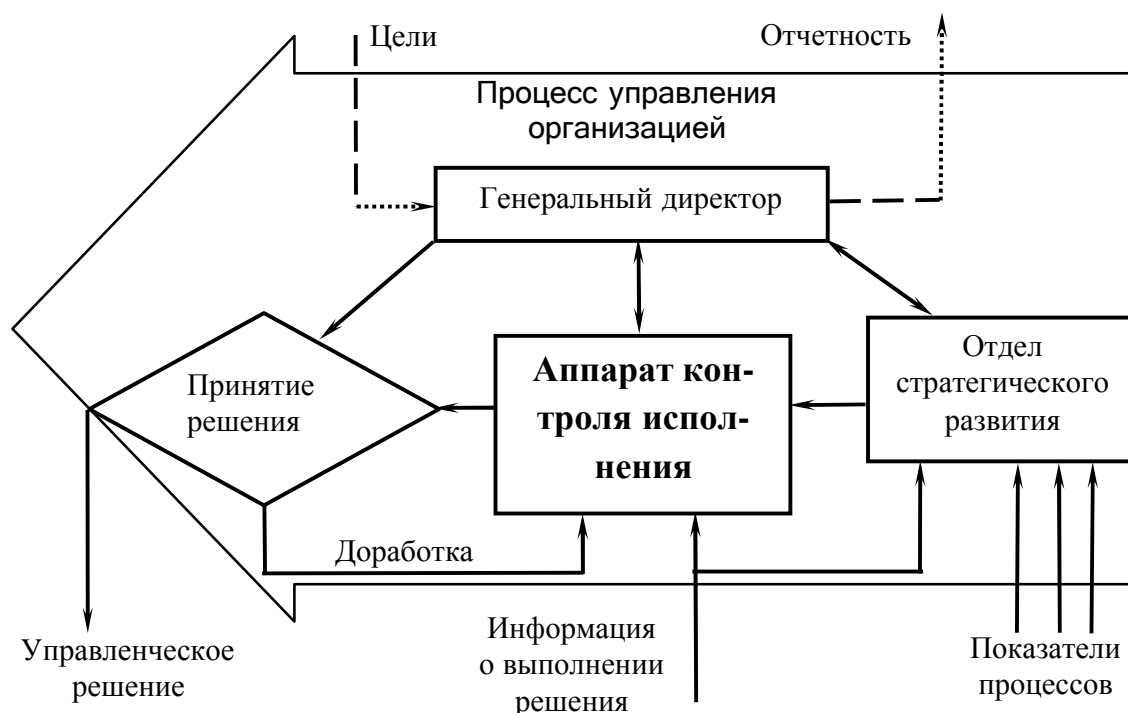 Цели
Отчетность
Процесс управления
организацией
Генеральный директор
Принятие
решения
Аппарат кон-
троля испол-
нения
Отдел
стратегического
развития
Доработка
Управленческое
решение
Информация
о выполнении
решения
Показатели
процессов